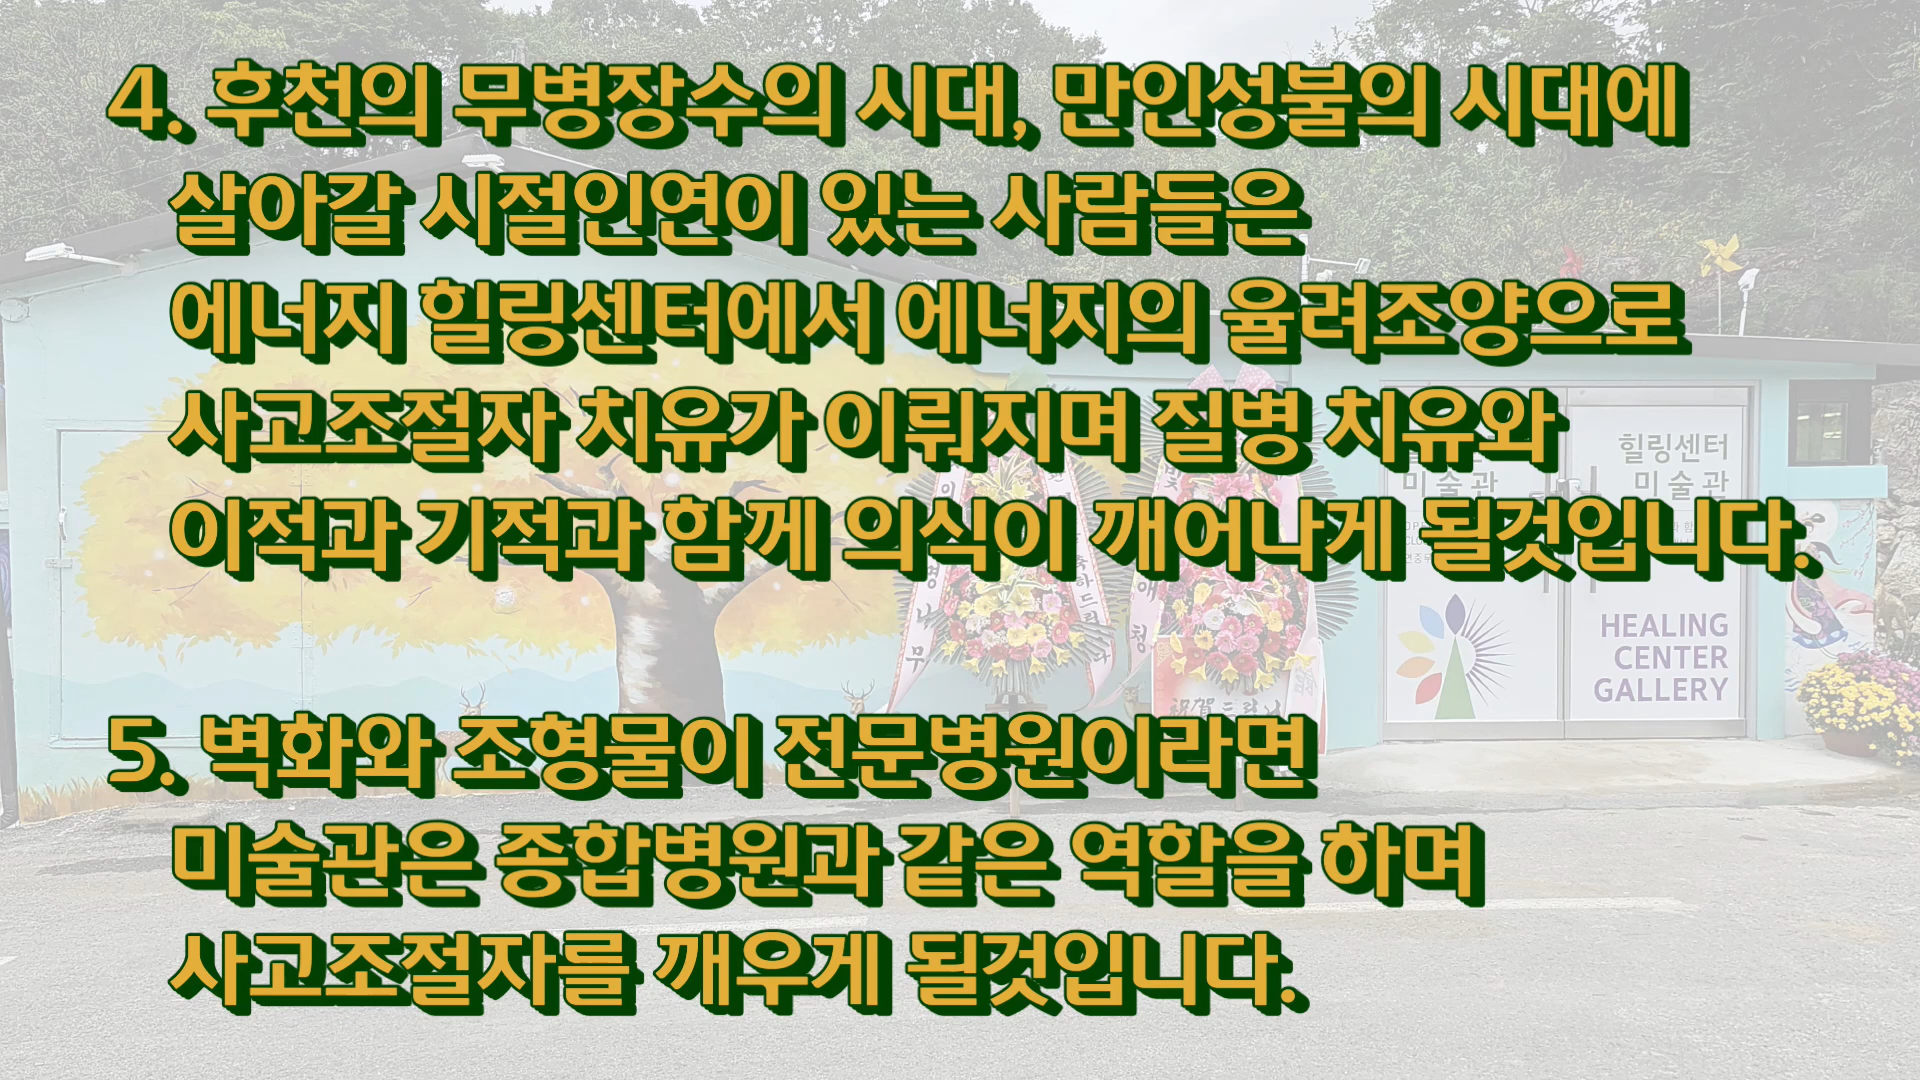 4. 후천의 무병장수의 시대, 만인성불의 시대에
살아갈 시절인연이 있는 사람들은
에너지 힐링센터에서 에너지의 율려조양으로
사고조절자 치유가 이뤄지며 질병 치유와
이적과 기적과 함께 의식이 깨어나게 될것입니다.
5. 벽화와 조형물이 전문병원이라면
미술관은 종합병원과 같은 역할을 하며
사고조절자를 깨우게 될것입니다.
힐링센터
미술관
미술관
HEALING
CENTER
GALLERY